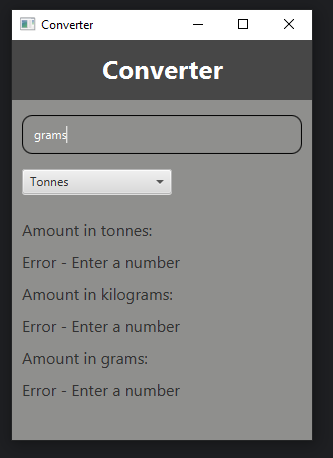 Converter
Converter
grams
Tonnes
Amount in tonnes:
Error - Enter a number
Amount in kilograms:
Error - Enter a number
Amount in grams:
Error - Enter a number